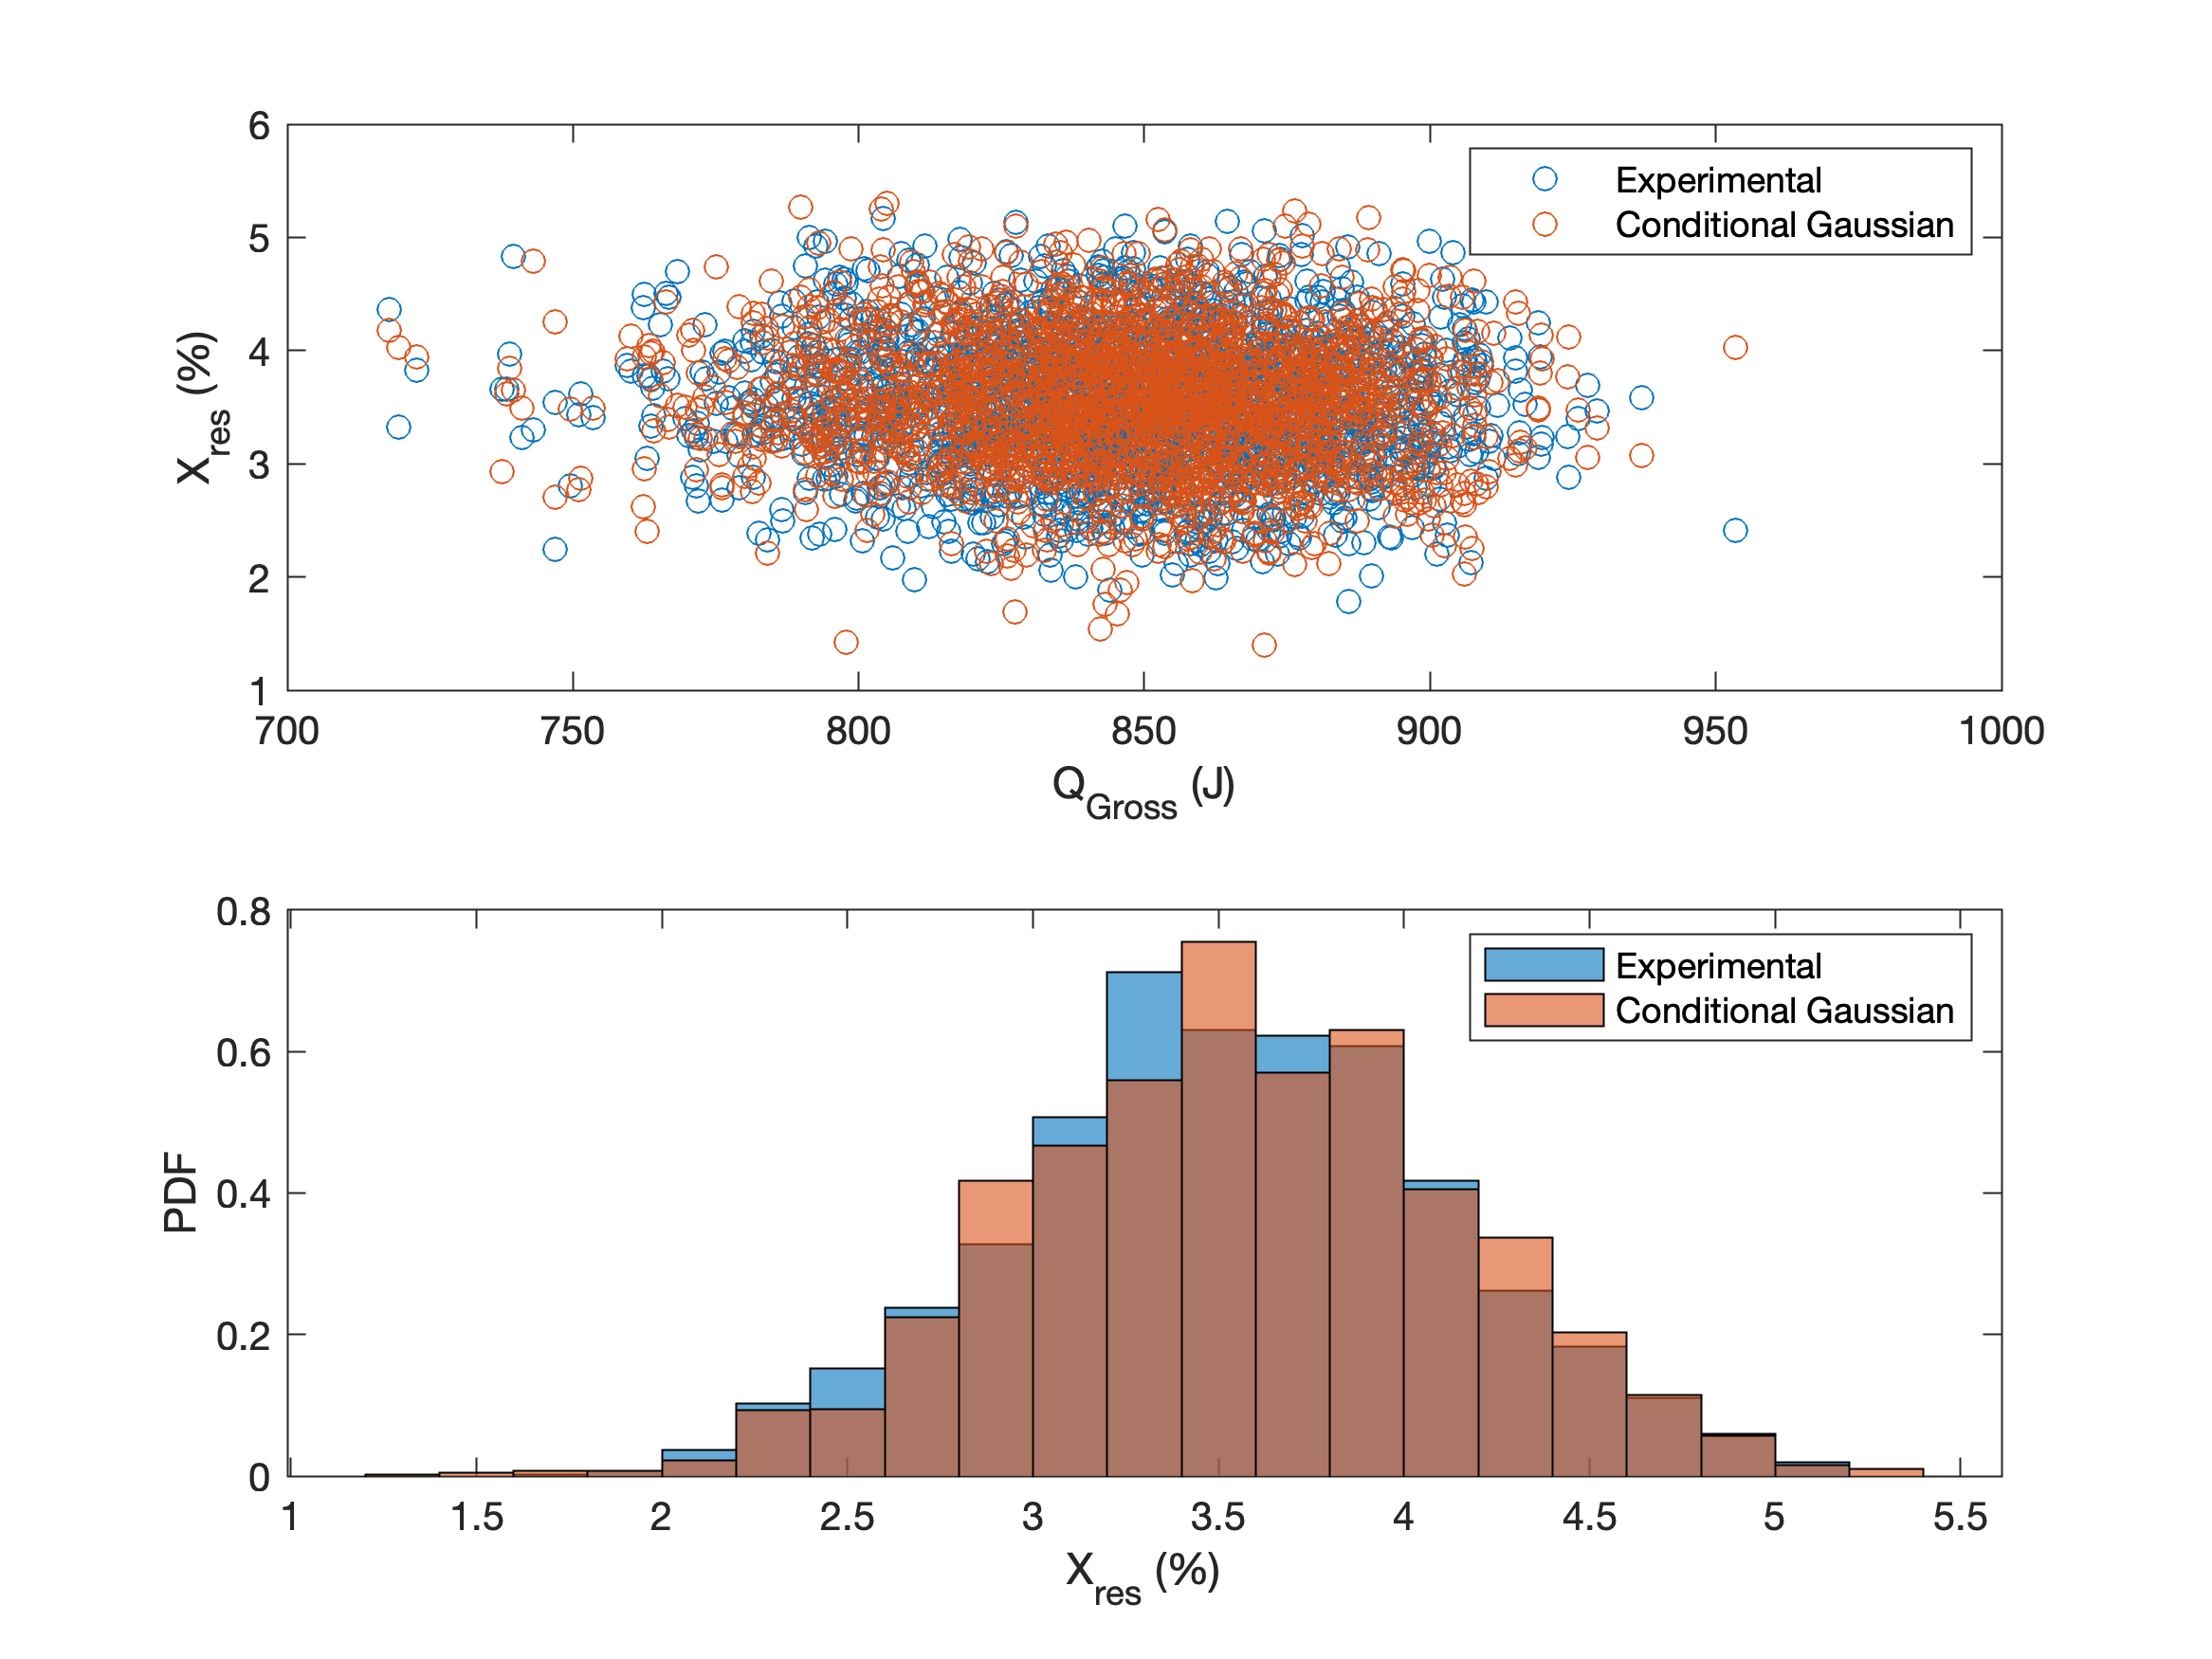 6
5
4
3
2
1
X_res (%)
Experimental
Conditional Gaussian
700 750 800 850 900 950 1000
Q_Gross (J)
0.8
0.6
0.4
0.2
0
PDF
Experimental
Conditional Gaussian
1 1.5 2 2.5 3 3.5 4 4.5 5 5.5
X_res (%)